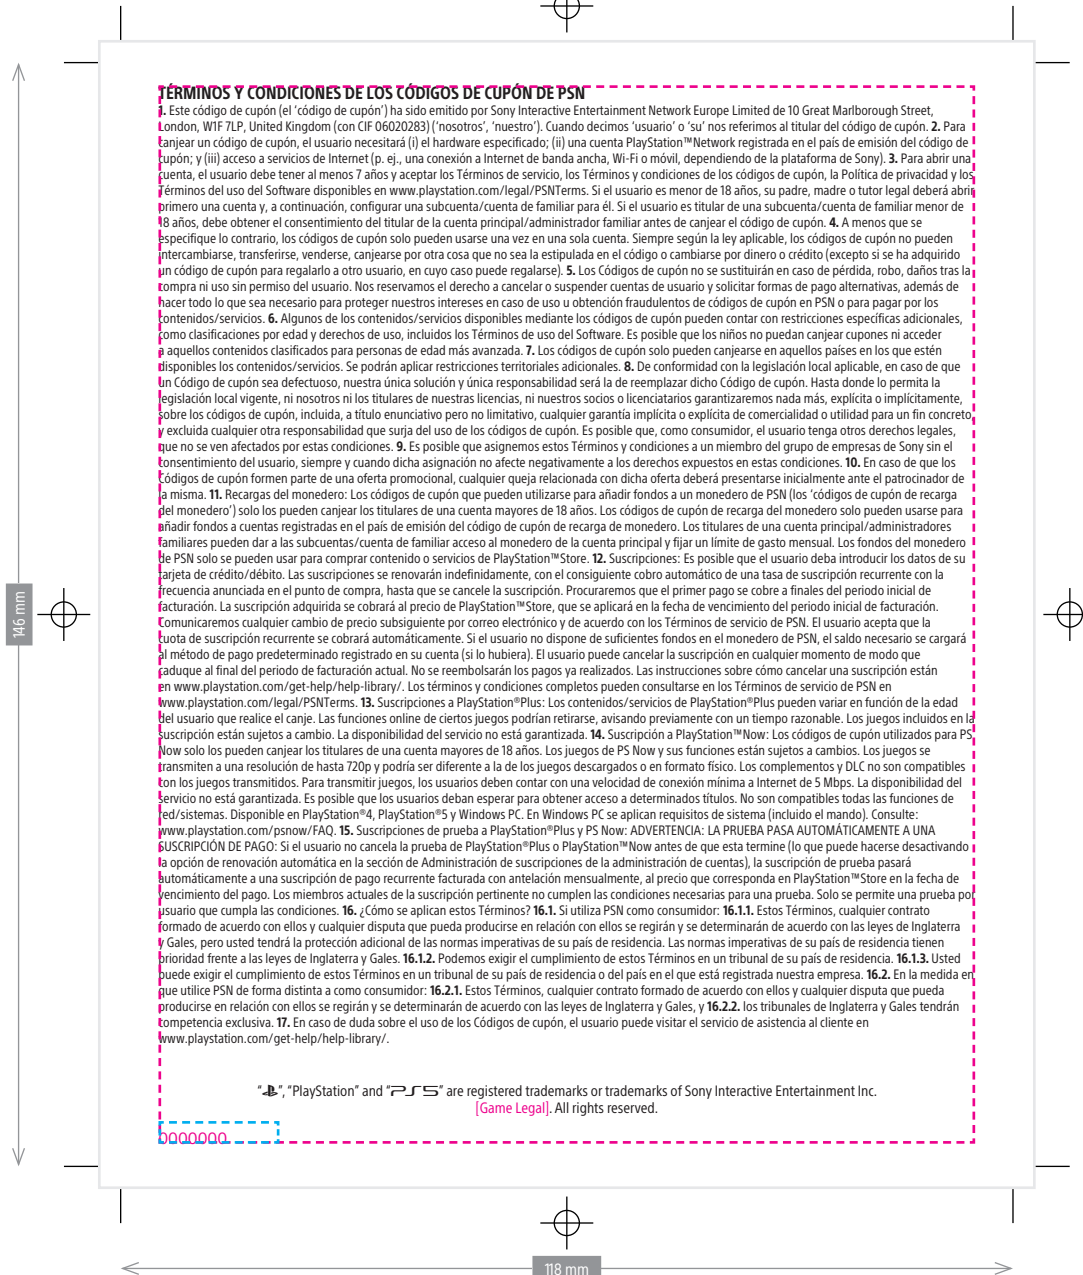 TÉRMINOS Y CONDICIONES DE LOS CÓDIGOS DE CUPÓN DE PSN
1. Este código de cupón (el ‘código de cupón’) ha sido emitido por Sony Interactive Entertainment Network Europe Limited de 10 Great Marlborough Street,
London, W1F 7LP, United Kingdom (con CIF 06020283) (‘nosotros’, ‘nuestro’). Cuando decimos ‘usuario’ o ‘su’ nos referimos al titular del código de cupón. 2. Para
canjear un código de cupón, el usuario necesitará (i) el hardware especificado; (ii) una cuenta PlayStation™Network registrada en el país de emisión del código de
cupón; y (iii) acceso a servicios de Internet (p. ej., una conexión a Internet de banda ancha, Wi-Fi o móvil, dependiendo de la plataforma de Sony). 3. Para abrir una
cuenta, el usuario debe tener al menos 7 años y aceptar los Términos de servicio, los Términos y condiciones de los códigos de cupón, la Política de privacidad y los
Términos del uso del Software disponibles en www.playstation.com/legal/PSNTerms. Si el usuario es menor de 18 años, su padre, madre o tutor legal deberá abrir
primero una cuenta y, a continuación, configurar una subcuenta/cuenta de familiar para él. Si el usuario es titular de una subcuenta/cuenta de familiar menor de
18 años, debe obtener el consentimiento del titular de la cuenta principal/administrador familiar antes de canjear el código de cupón. 4. A menos que se
especifique lo contrario, los códigos de cupón solo pueden usarse una vez en una sola cuenta. Siempre según la ley aplicable, los códigos de cupón no pueden
intercambiarse, transferirse, venderse, canjearse por otra cosa que no sea la estipulada en el código o cambiarse por dinero o crédito (excepto si se ha adquirido
un código de cupón para regalarlo a otro usuario, en cuyo caso puede regalarse). 5. Los Códigos de cupón no se sustituirán en caso de pérdida, robo, daños tras la
compra ni uso sin permiso del usuario. Nos reservamos el derecho a cancelar o suspender cuentas de usuario y solicitar formas de pago alternativas, además de
hacer todo lo que sea necesario para proteger nuestros intereses en caso de uso u obtención fraudulentos de códigos de cupón en PSN o para pagar por los
contenidos/servicios. 6. Algunos de los contenidos/servicios disponibles mediante los códigos de cupón pueden contar con restricciones específicas adicionales,
como clasificaciones por edad y derechos de uso, incluidos los Términos de uso del Software. Es posible que los niños no puedan canjear cupones ni acceder
a aquellos contenidos clasificados para personas de edad más avanzada. 7. Los códigos de cupón solo pueden canjearse en aquellos países en los que estén
disponibles los contenidos/servicios. Se podrán aplicar restricciones territoriales adicionales. 8. De conformidad con la legislación local aplicable, en caso de que
un Código de cupón sea defectuoso, nuestra única solución y única responsabilidad será la de reemplazar dicho Código de cupón. Hasta donde lo permita la
legislación local vigente, ni nosotros ni los titulares de nuestras licencias, ni nuestros socios o licenciatarios garantizaremos nada más, explícita o implícitamente,
sobre los códigos de cupón, incluida, a título enunciativo pero no limitativo, cualquier garantía implícita o explícita de comercialidad o utilidad para un fin concreto,
y excluida cualquier otra responsabilidad que surja del uso de los códigos de cupón. Es posible que, como consumidor, el usuario tenga otros derechos legales,
que no se ven afectados por estas condiciones. 9. Es posible que asignemos estos Términos y condiciones a un miembro del grupo de empresas de Sony sin el
consentimiento del usuario, siempre y cuando dicha asignación no afecte negativamente a los derechos expuestos en estas condiciones. 10. En caso de que los
Códigos de cupón formen parte de una oferta promocional, cualquier queja relacionada con dicha oferta deberá presentarse inicialmente ante el patrocinador de
la misma. 11. Recargas del monedero: Los códigos de cupón que pueden utilizarse para añadir fondos a un monedero de PSN (los ‘códigos de cupón de recarga
del monedero’) solo los pueden canjear los titulares de una cuenta mayores de 18 años. Los códigos de cupón de recarga del monedero solo pueden usarse para
añadir fondos a cuentas registradas en el país de emisión del código de cupón de recarga de monedero. Los titulares de una cuenta principal/administradores
familiares pueden dar a las subcuentas/cuenta de familiar acceso al monedero de la cuenta principal y fijar un límite de gasto mensual. Los fondos del monedero
de PSN solo se pueden usar para comprar contenido o servicios de PlayStation™Store. 12. Suscripciones: Es posible que el usuario deba introducir los datos de su
tarjeta de crédito/débito. Las suscripciones se renovarán indefinidamente, con el consiguiente cobro automático de una tasa de suscripción recurrente con la
frecuencia anunciada en el punto de compra, hasta que se cancele la suscripción. Procuraremos que el primer pago se cobre a finales del periodo inicial de
facturación. La suscripción adquirida se cobrará al precio de PlayStation™Store, que se aplicará en la fecha de vencimiento del periodo inicial de facturación.
Comunicaremos cualquier cambio de precio subsiguiente por correo electrónico y de acuerdo con los Términos de servicio de PSN. El usuario acepta que la
cuota de suscripción recurrente se cobrará automáticamente. Si el usuario no dispone de suficientes fondos en el monedero de PSN, el saldo necesario se cargará
al método de pago predeterminado registrado en su cuenta (si lo hubiera). El usuario puede cancelar la suscripción en cualquier momento de modo que
caduque al final del periodo de facturación actual. No se reembolsarán los pagos ya realizados. Las instrucciones sobre cómo cancelar una suscripción están
en www.playstation.com/get-help/help-library/. Los términos y condiciones completos pueden consultarse en los Términos de servicio de PSN en
www.playstation.com/legal/PSNTerms. 13. Suscripciones a PlayStation®Plus: Los contenidos/servicios de PlayStation®Plus pueden variar en función de la edad
del usuario que realice el canje. Las funciones online de ciertos juegos podrían retirarse, avisando previamente con un tiempo razonable. Los juegos incluidos en la
suscripción están sujetos a cambio. La disponibilidad del servicio no está garantizada. 14. Suscripción a PlayStation™Now: Los códigos de cupón utilizados para PS
Now solo los pueden canjear los titulares de una cuenta mayores de 18 años. Los juegos de PS Now y sus funciones están sujetos a cambios. Los juegos se
transmiten a una resolución de hasta 720p y podría ser diferente a la de los juegos descargados o en formato físico. Los complementos y DLC no son compatibles
con los juegos transmitidos. Para transmitir juegos, los usuarios deben contar con una velocidad de conexión mínima a Internet de 5 Mbps. La disponibilidad del
servicio no está garantizada. Es posible que los usuarios deban esperar para obtener acceso a determinados títulos. No son compatibles todas las funciones de
red/sistemas. Disponible en PlayStation®4, PlayStation®5 y Windows PC. En Windows PC se aplican requisitos de sistema (incluido el mando). Consulte:
www.playstation.com/psnow/FAQ. 15. Suscripciones de prueba a PlayStation®Plus y PS Now: ADVERTENCIA: LA PRUEBA PASA AUTOMÁTICAMENTE A UNA
SUSCRIPCIÓN DE PAGO: Si el usuario no cancela la prueba de PlayStation®Plus o PlayStation™Now antes de que esta termine (lo que puede hacerse desactivando
la opción de renovación automática en la sección de Administración de suscripciones de la administración de cuentas), la suscripción de prueba pasará
automáticamente a una suscripción de pago recurrente facturada con antelación mensualmente, al precio que corresponda en PlayStation™Store en la fecha de
vencimiento del pago. Los miembros actuales de la suscripción pertinente no cumplen las condiciones necesarias para una prueba. Solo se permite una prueba por
usuario que cumpla las condiciones. 16. ¿Cómo se aplican estos Términos? 16.1. Si utiliza PSN como consumidor: 16.1.1. Estos Términos, cualquier contrato
formado de acuerdo con ellos y cualquier disputa que pueda producirse en relación con ellos se regirán y se determinarán de acuerdo con las leyes de Inglaterra
y Gales, pero usted tendrá la protección adicional de las normas imperativas de su país de residencia. Las normas imperativas de su país de residencia tienen
prioridad frente a las leyes de Inglaterra y Gales. 16.1.2. Podemos exigir el cumplimiento de estos Términos en un tribunal de su país de residencia. 16.1.3. Usted
puede exigir el cumplimiento de estos Términos en un tribunal de su país de residencia o del país en el que está registrada nuestra empresa. 16.2. En la medida en
que utilice PSN de forma distinta a como consumidor: 16.2.1. Estos Términos, cualquier contrato formado de acuerdo con ellos y cualquier disputa que pueda
producirse en relación con ellos se regirán y se determinarán de acuerdo con las leyes de Inglaterra y Gales, y 16.2.2. los tribunales de Inglaterra y Gales tendrán
competencia exclusiva. 17. En caso de duda sobre el uso de los Códigos de cupón, el usuario puede visitar el servicio de asistencia al cliente en
www.playstation.com/get-help/help-library/.
“ ”, “PlayStation” and “PS5” are registered trademarks or trademarks of Sony Interactive Entertainment Inc.
[Game Legal]. All rights reserved.
0000000
146 mm
118 mm